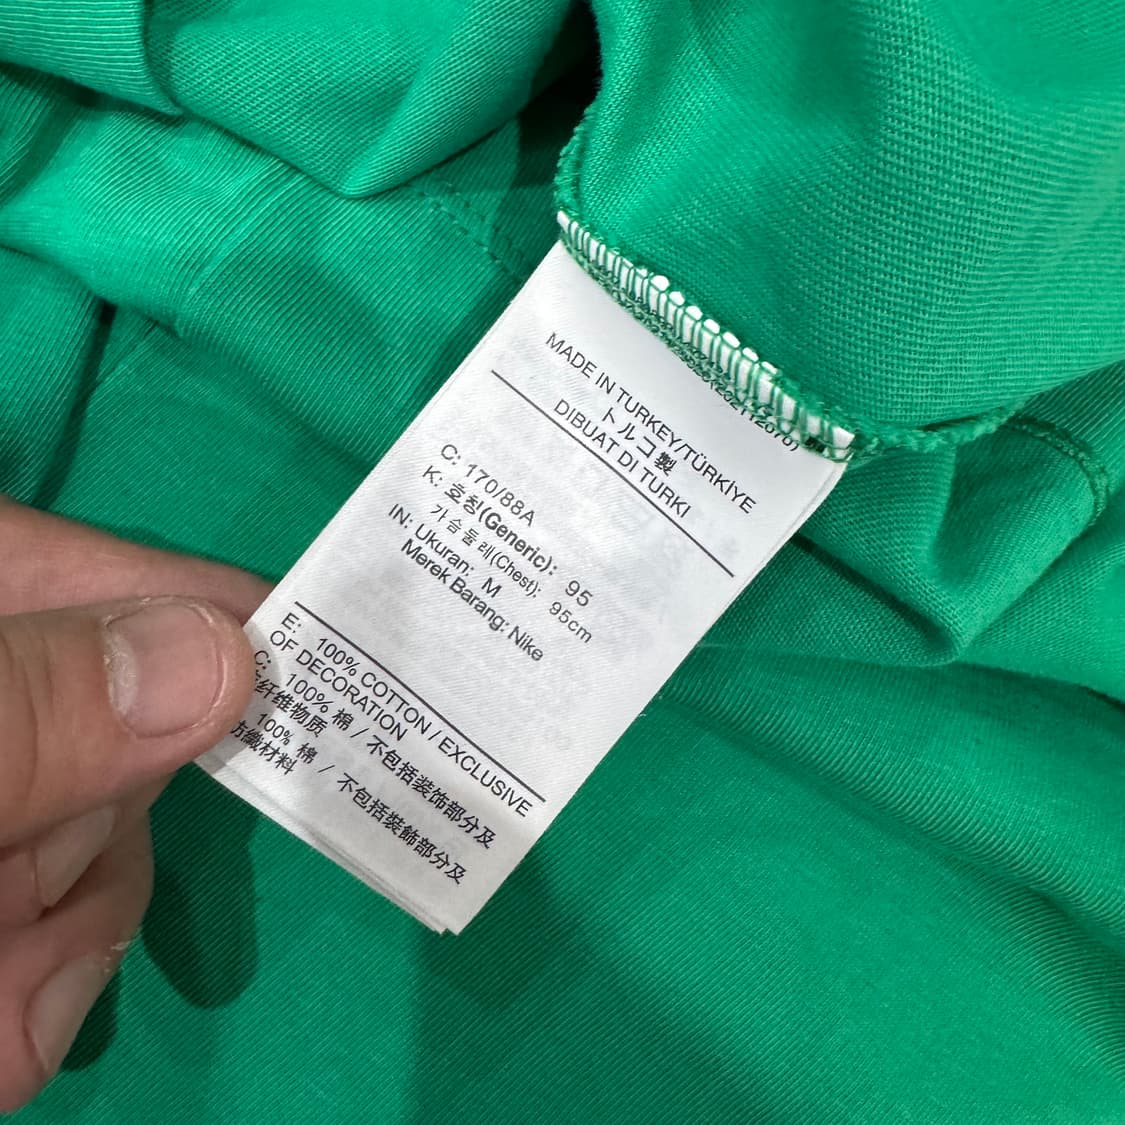 MADE IN TURKEY/TÜRKİYE
トルコ製
DIBUAT DI TURKI
C: 170/88A
K: 호칭(Generic): 95
가슴둘레(Chest): 95cm
IN: Ukuran: M
Merek Barang: Nike
E: 100% COTTON / EXCLUSIVE
OF DECORATION
C: 100% 棉 / 不包括装饰部分及
纤维物质
100% 棉 / 不包括裝飾部分及
紡織材料